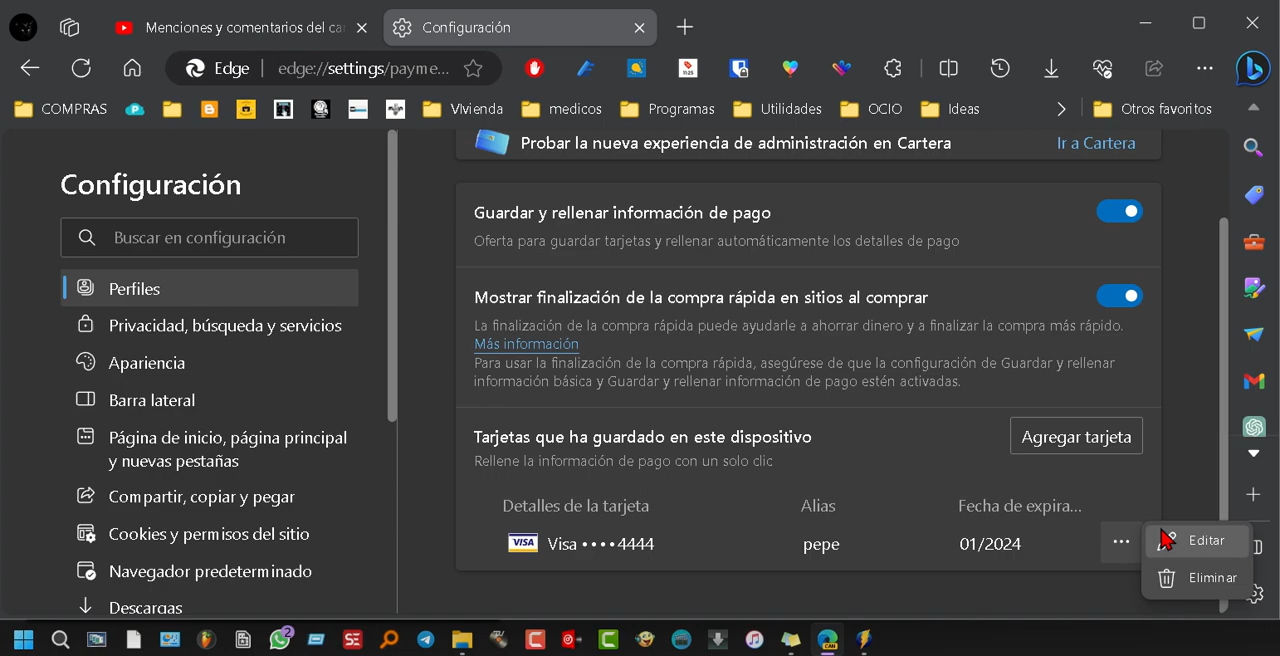 Menciones y comentarios del ca
Configuración
Edge
edge://settings/payme...
COMPRAS
VIvienda
medicos
Programas
Utilidades
OCIO
Ideas
Otros favoritos
Configuración
Buscar en configuración
Perfiles
Privacidad, búsqueda y servicios
Apariencia
Barra lateral
Página de inicio, página principal
y nuevas pestañas
Compartir, copiar y pegar
Cookies y permisos del sitio
Navegador predeterminado
Descargas
Probar la nueva experiencia de administración en Cartera
Ir a Cartera
Guardar y rellenar información de pago
Oferta para guardar tarjetas y rellenar automáticamente los detalles de pago
Mostrar finalización de la compra rápida en sitios al comprar
La finalización de la compra rápida puede ayudarle a ahorrar dinero y a finalizar la compra más rápido.
Más información
Para usar la finalización de la compra rápida, asegúrese de que la configuración de Guardar y rellenar
información básica y Guardar y rellenar información de pago estén activadas.
Tarjetas que ha guardado en este dispositivo
Agregar tarjeta
Rellene la información de pago con un solo clic
Detalles de la tarjeta
Alias
Fecha de expira...
VISA
Visa ••••4444
pepe
01/2024
Editar
Eliminar
2
SE
CAN